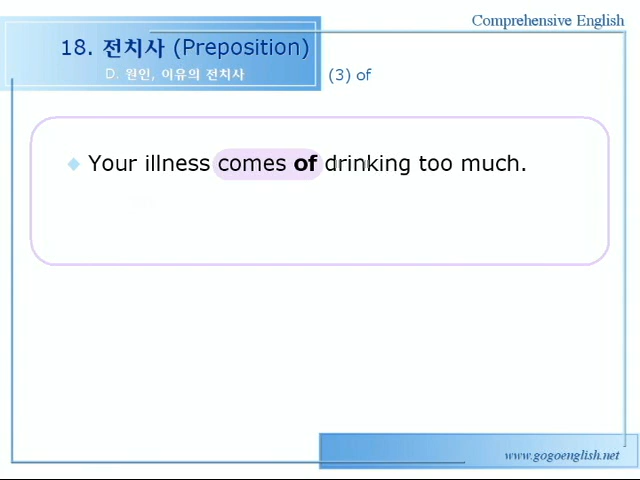 Comprehensive English
18. 전치사 (Preposition)
D. 원인, 이유의 전치사
(3) of
Your illness comes of drinking too much.
www.gogoenglish.net